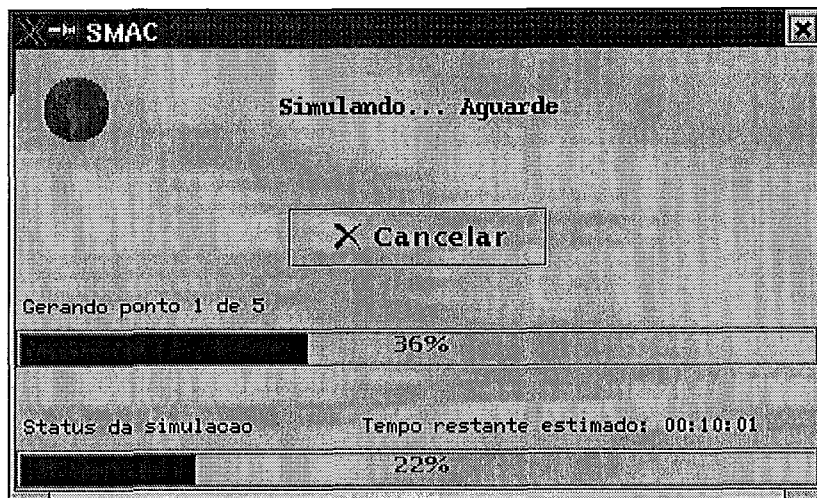 SMAC
Simulando... Aguarde
Cancelar
Gerando ponto 1 de 5
36%
Status da simulacao Tempo restante estimado: 00:10:01
22%